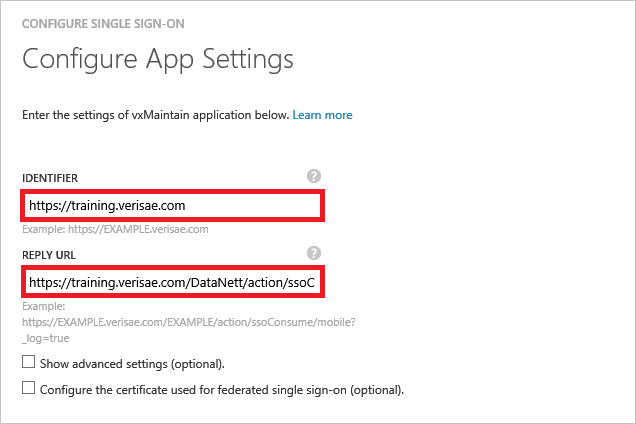 CONFIGURE SINGLE SIGN-ON
Configure App Settings
Enter the settings of vxMaintain application below. Learn more
IDENTIFIER ?
https://training.verisae.com
Example: https://EXAMPLE.verisae.com
REPLY URL ?
https://training.verisae.com/DataNett/action/ssoC
Example:
https://EXAMPLE.verisae.com/EXAMPLE/action/ssoConsume/mobile?
_log=true
Show advanced settings (optional).
Configure the certificate used for federated single sign-on (optional).